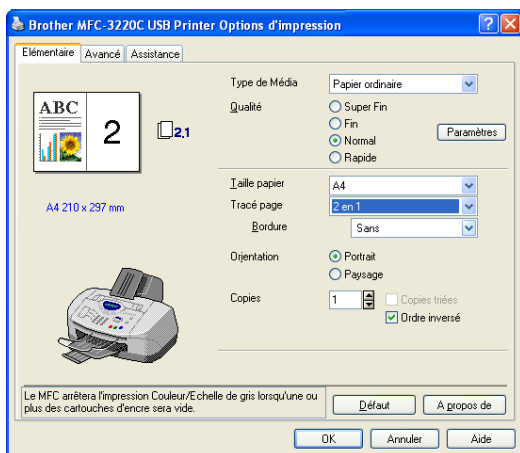 Brother MFC-3220C USB Printer Options d'impression
Elémentaire Avancé Assistance
ABC
2
2.1
A4 210 x 297 mm
Type de Média Papier ordinaire
Qualité Super Fin
Fin
Normal
Rapide
Paramètres
Taille papier A4
Tracé page 2 en 1
Bordure Sans
Orientation Portrait
Paysage
Copies 1 Copies triées
Ordre inversé
Le MFC arrêtera l'impression Couleur/Echelle de gris lorsqu'une ou
plus des cartouches d'encre sera vide.
Défaut A propos de
OK Annuler Aide